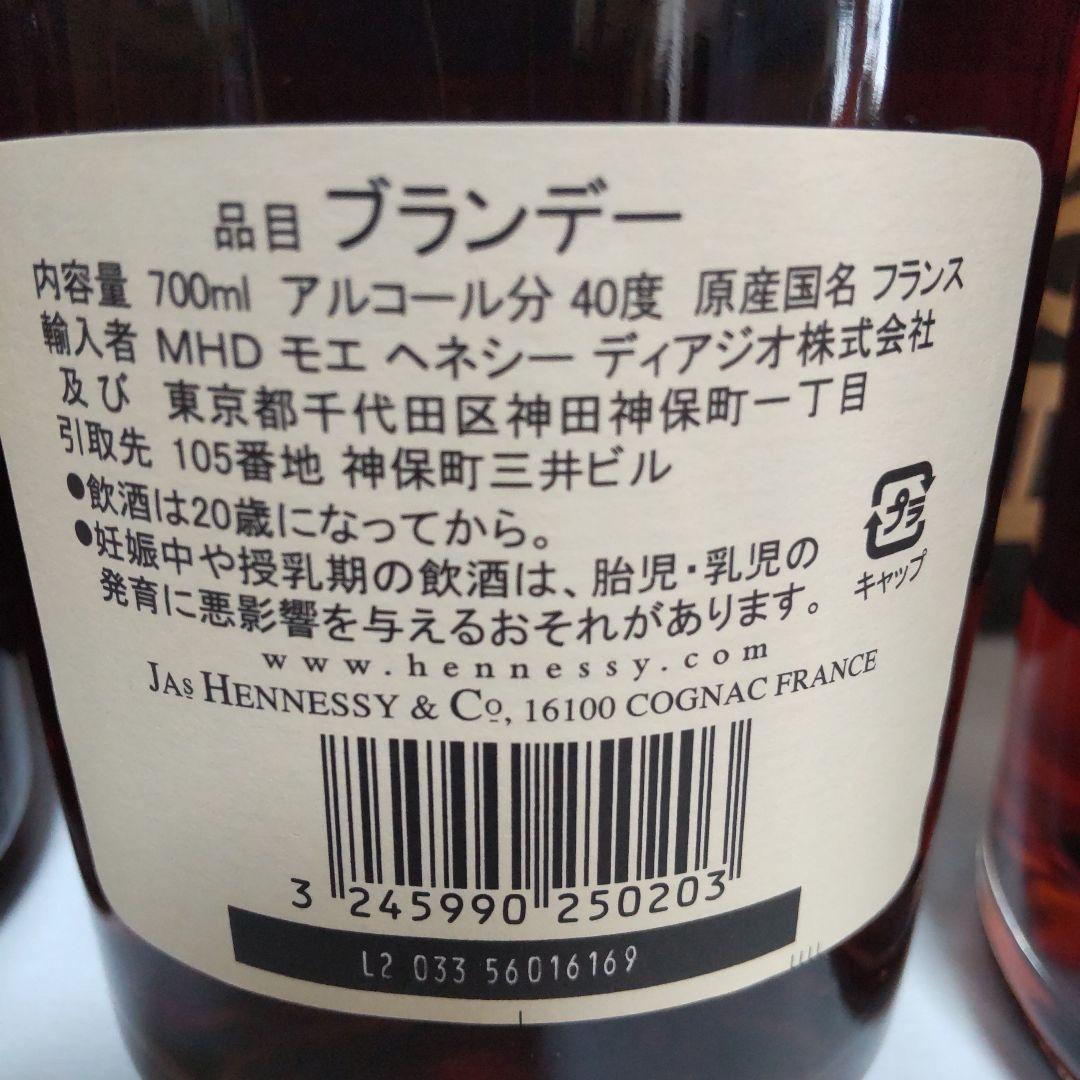 品目 ブランデー
内容量 700ml アルコール分 40度 原産国名 フランス
輸入者 MHD モエ ヘネシー ディアジオ株式会社
及び 東京都千代田区神田神保町一丁目
引取先 105番地 神保町三井ビル
●飲酒は20歳になってから。
●妊娠中や授乳期の飲酒は、胎児・乳児の
発育に悪影響を与えるおそれがあります。
プラ
キャップ
www.hennessy.com
JAs HENNESSY & Cº, 16100 COGNAC FRANCE
3 245990 250203
L2 033 56016169